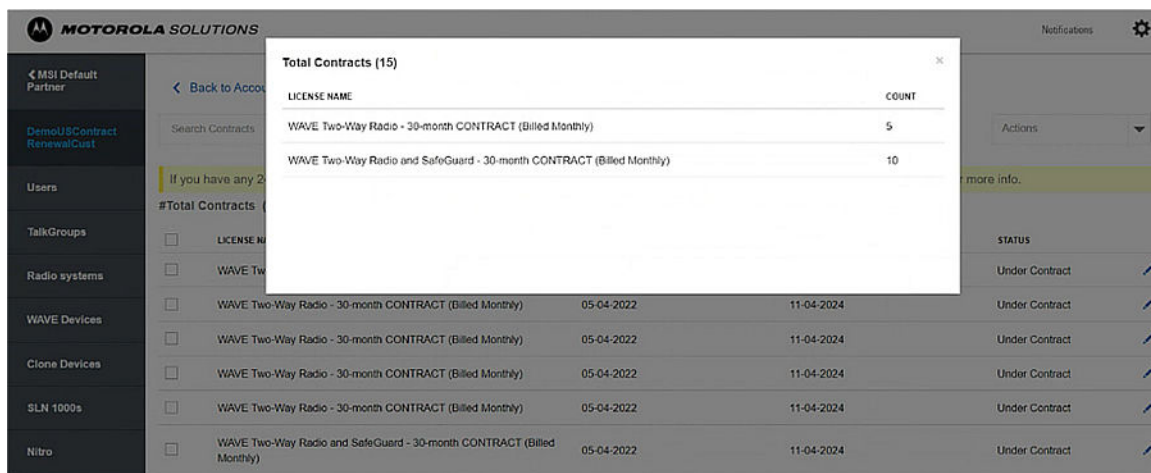 MOTOROLA SOLUTIONS
Notifications
MSI Default
Partner
Back to Accou
DemoUSContract
RenewalCust
Search Contracts
Actions
Total Contracts (15)
×
LICENSE NAME COUNT
WAVE Two-Way Radio - 30-month CONTRACT (Billed Monthly) 5
WAVE Two-Way Radio and SafeGuard - 30-month CONTRACT (Billed Monthly) 10
Users
If you have any 2
r more info.
#Total Contracts (
TalkGroups
LICENSE NA
STATUS
Radio systems
WAVE Tw
Under Contract
WAVE Two-Way Radio - 30-month CONTRACT (Billed Monthly) 05-04-2022 11-04-2024 Under Contract
WAVE Devices
WAVE Two-Way Radio - 30-month CONTRACT (Billed Monthly) 05-04-2022 11-04-2024 Under Contract
Clone Devices
WAVE Two-Way Radio - 30-month CONTRACT (Billed Monthly) 05-04-2022 11-04-2024 Under Contract
SLN 1000s
WAVE Two-Way Radio - 30-month CONTRACT (Billed Monthly) 05-04-2022 11-04-2024 Under Contract
Nitro
WAVE Two-Way Radio and SafeGuard - 30-month CONTRACT (Billed
Monthly) 05-04-2022 11-04-2024 Under Contract